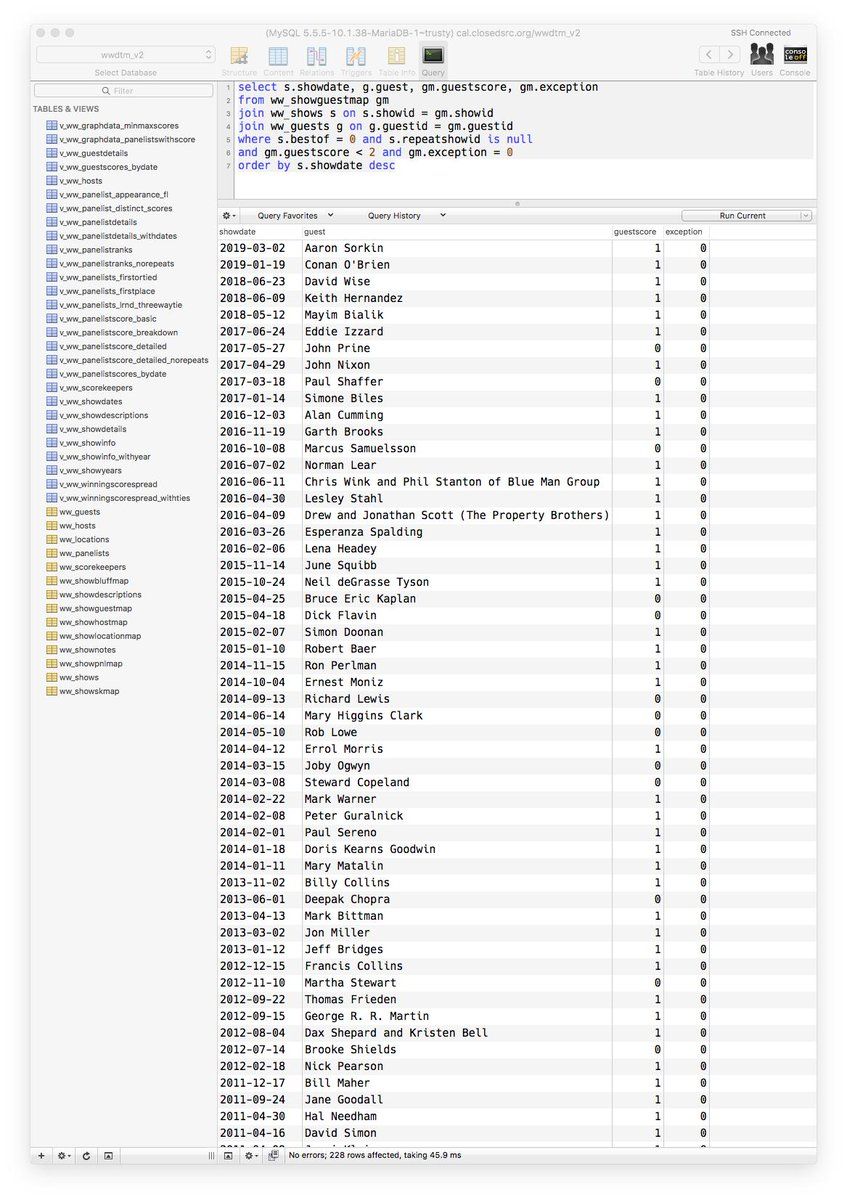 (MySQL 5.5.5-10.1.38-MariaDB-1~trusty) cal.closedsrc.org/wwdtm_v2
SSH Connected
wwdtm_v2
Select Database
Structure Content Relations Triggers Table Info Query
Table History Users Console
conso
le off
Filter
TABLES & VIEWS
v_ww_graphdata_minmaxscores
v_ww_graphdata_panelistswithscore
v_ww_guestdetails
v_ww_guestscores_bydate
v_ww_hosts
v_ww_panelist_appearance_fl
v_ww_panelist_distinct_scores
v_ww_panelistdetails
v_ww_panelistdetails_withdates
v_ww_panelistranks
v_ww_panelistranks_norepeats
v_ww_panelists_firstortied
v_ww_panelists_firstplace
v_ww_panelists_lrnd_threewaytie
v_ww_panelistscore_basic
v_ww_panelistscore_breakdown
v_ww_panelistscore_detailed
v_ww_panelistscore_detailed_norepeats
v_ww_panelistscores_bydate
v_ww_scorekeepers
v_ww_showdates
v_ww_showdescriptions
v_ww_showdetails
v_ww_showinfo
v_ww_showinfo_withyear
v_ww_showyears
v_ww_winningscorespread
v_ww_winningscorespread_withties
ww_guests
ww_hosts
ww_locations
ww_panelists
ww_scorekeepers
ww_showbluffmap
ww_showdescriptions
ww_showguestmap
ww_showhostmap
ww_showlocationmap
ww_shownotes
ww_showpnlmap
ww_shows
ww_showskmap
1 select s.showdate, g.guest, gm.guestscore, gm.exception
2 from ww_showguestmap gm
3 join ww_shows s on s.showid = gm.showid
4 join ww_guests g on g.guestid = gm.guestid
5 where s.bestof = 0 and s.repeatshowid is null
6 and gm.guestscore < 2 and gm.exception = 0
7 order by s.showdate desc
Query Favorites Query History Run Current
showdate guest guestscore exception
2019-03-02 Aaron Sorkin 1 0
2019-01-19 Conan O'Brien 1 0
2018-06-23 David Wise 1 0
2018-06-09 Keith Hernandez 1 0
2018-05-12 Mayim Bialik 1 0
2017-06-24 Eddie Izzard 1 0
2017-05-27 John Prine 0 0
2017-04-29 John Nixon 1 0
2017-03-18 Paul Shaffer 0 0
2017-01-14 Simone Biles 1 0
2016-12-03 Alan Cumming 1 0
2016-11-19 Garth Brooks 1 0
2016-10-08 Marcus Samuelsson 0 0
2016-07-02 Norman Lear 1 0
2016-06-11 Chris Wink and Phil Stanton of Blue Man Group 1 0
2016-04-30 Lesley Stahl 1 0
2016-04-09 Drew and Jonathan Scott (The Property Brothers) 1 0
2016-03-26 Esperanza Spalding 1 0
2016-02-06 Lena Headey 1 0
2015-11-14 June Squibb 1 0
2015-10-24 Neil deGrasse Tyson 1 0
2015-04-25 Bruce Eric Kaplan 0 0
2015-04-18 Dick Flavin 0 0
2015-02-07 Simon Doonan 1 0
2015-01-10 Robert Baer 1 0
2014-11-15 Ron Perlman 1 0
2014-10-04 Ernest Moniz 1 0
2014-09-13 Richard Lewis 0 0
2014-06-14 Mary Higgins Clark 0 0
2014-05-10 Rob Lowe 0 0
2014-04-12 Errol Morris 1 0
2014-03-15 Joby Ogwyn 0 0
2014-03-08 Steward Copeland 0 0
2014-02-22 Mark Warner 1 0
2014-02-08 Peter Guralnick 1 0
2014-02-01 Paul Sereno 1 0
2014-01-18 Doris Kearns Goodwin 1 0
2014-01-11 Mary Matalin 1 0
2013-11-02 Billy Collins 1 0
2013-06-01 Deepak Chopra 0 0
2013-04-13 Mark Bittman 1 0
2013-03-02 Jon Miller 1 0
2013-01-12 Jeff Bridges 1 0
2012-12-15 Francis Collins 1 0
2012-11-10 Martha Stewart 0 0
2012-09-22 Thomas Frieden 1 0
2012-09-15 George R. R. Martin 1 0
2012-08-04 Dax Shepard and Kristen Bell 1 0
2012-07-14 Brooke Shields 0 0
2012-02-18 Nick Pearson 1 0
2011-12-17 Bill Maher 1 0
2011-09-24 Jane Goodall 1 0
2011-04-30 Hal Needham 1 0
2011-04-16 David Simon 1 0
No errors; 228 rows affected, taking 45.9 ms